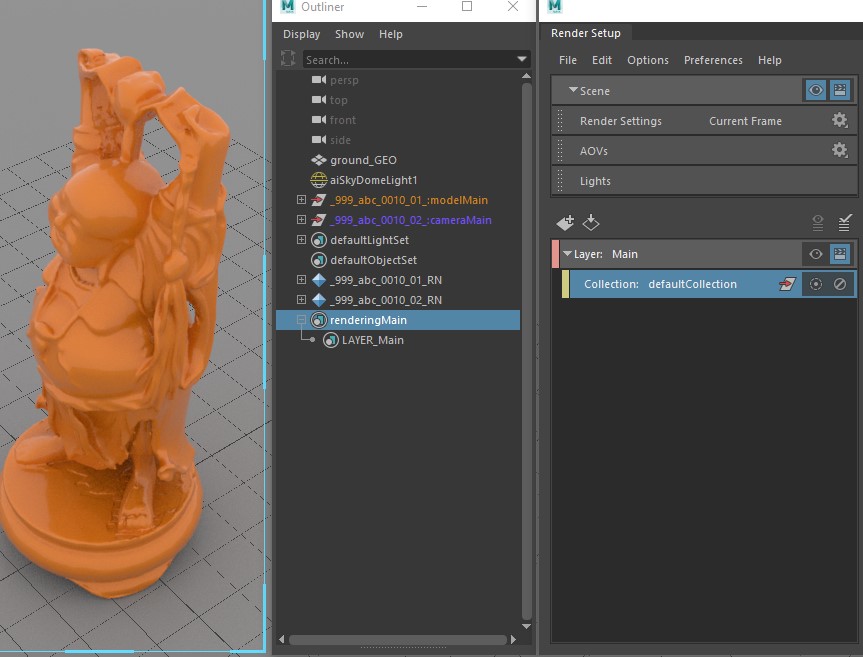 Outliner
Display Show Help
Search...
persp
top
front
side
ground_GEO
aiSkyDomeLight1
_999_abc_0010_01_:modelMain
_999_abc_0010_02_:cameraMain
defaultLightSet
defaultObjectSet
_999_abc_0010_01_RN
_999_abc_0010_02_RN
renderingMain
LAYER_Main
Render Setup
File Edit Options Preferences Help
Scene
Render Settings Current Frame
AOVs
Lights
Layer: Main
Collection: defaultCollection